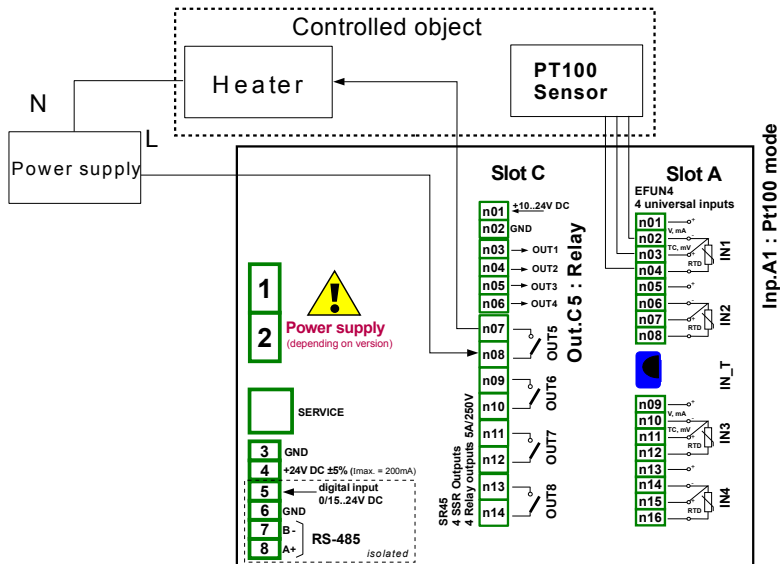 Controlled object
Heater
PT100
Sensor
N
L
Power supply
Slot C
Slot A
EFUN4
4 universal inputs
Inp.A1 : Pt100 mode
n01
+10..24V DC
n02
GND
n03
OUT1
n04
OUT2
n05
OUT3
n06
OUT4
n07
n08
OUT5
n09
n10
OUT6
n11
n12
OUT7
n13
n14
OUT8
Out.C5 : Relay
SR45
4 SSR Outputs
4 Relay outputs 5A/250V
n01
+
V, mA
n02
-
TC, mV
n03
+
RTD
n04
IN1
n05
+
n06
-
n07
+
RTD
n08
IN2
IN_T
n09
+
V, mA
n10
-
TC, mV
n11
+
RTD
n12
IN3
n13
+
n14
-
n15
+
RTD
n16
IN4
1
2
!
Power supply
(depending on version)
SERVICE
3
GND
4
+24V DC ±5% (Imax. = 200mA)
5
digital input
0/15..24V DC
6
GND
7
B -
8
A+
RS-485
isolated